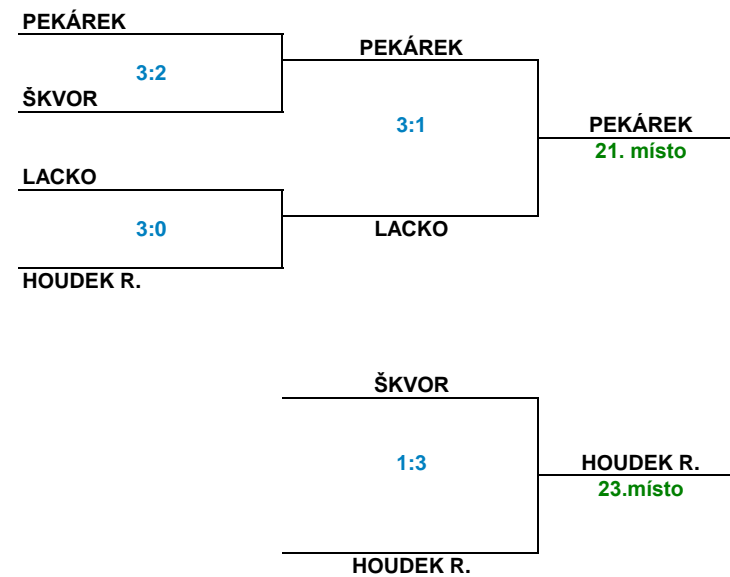 PEKÁREK
PEKÁREK
3:2
ŠKVOR
3:1
PEKÁREK
21. místo
LACKO
3:0
LACKO
HOUDEK R.
ŠKVOR
1:3
HOUDEK R.
23.místo
HOUDEK R.